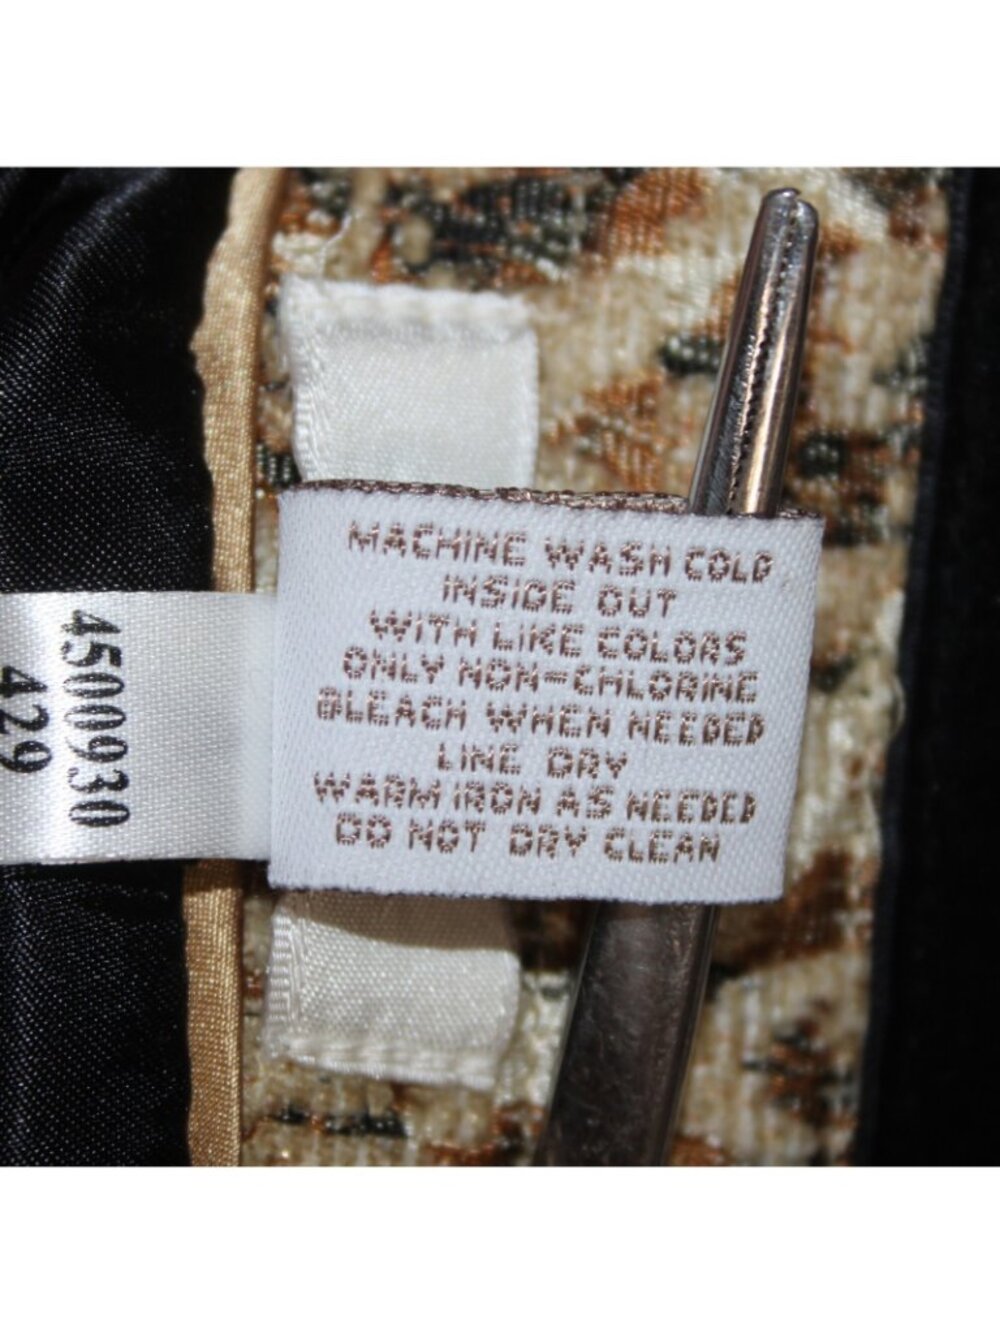 MACHINE WASH COLD
INSIDE OUT
WITH LIKE COLORS
ONLY NON-CHLORINE
BLEACH WHEN NEEDED
LINE DRY
WARM IRON AS NEEDED
DO NOT DRY CLEAN
4500930
429